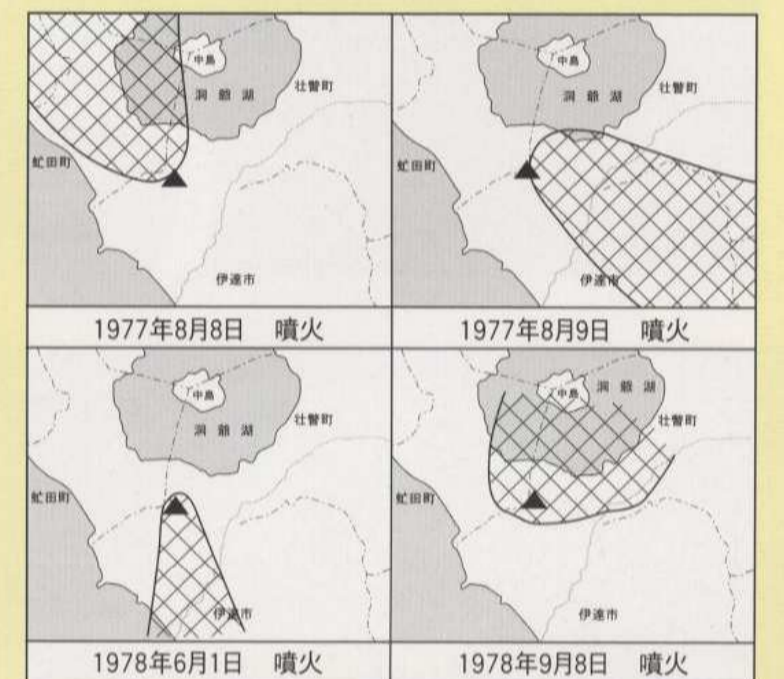 中島
洞爺湖
壮瞥町
虻田町
伊達市
1977年8月8日 噴火
中島
洞爺湖
壮瞥町
虻田町
伊達市
1977年8月9日 噴火
中島
洞爺湖
壮瞥町
虻田町
伊達市
1978年6月1日 噴火
中島
洞爺湖
壮瞥町
虻田町
伊達市
1978年9月8日 噴火